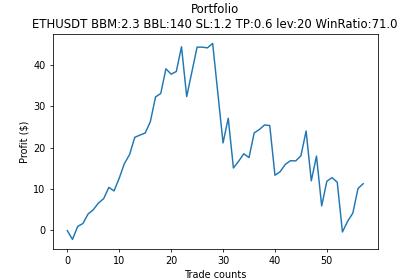 Portfolio
ETHUSDT BBM:2.3 BBL:140 SL:1.2 TP:0.6 lev:20 WinRatio:71.0
Profit ($)
40
30
20
10
0
0 10 20 30 40 50
Trade counts